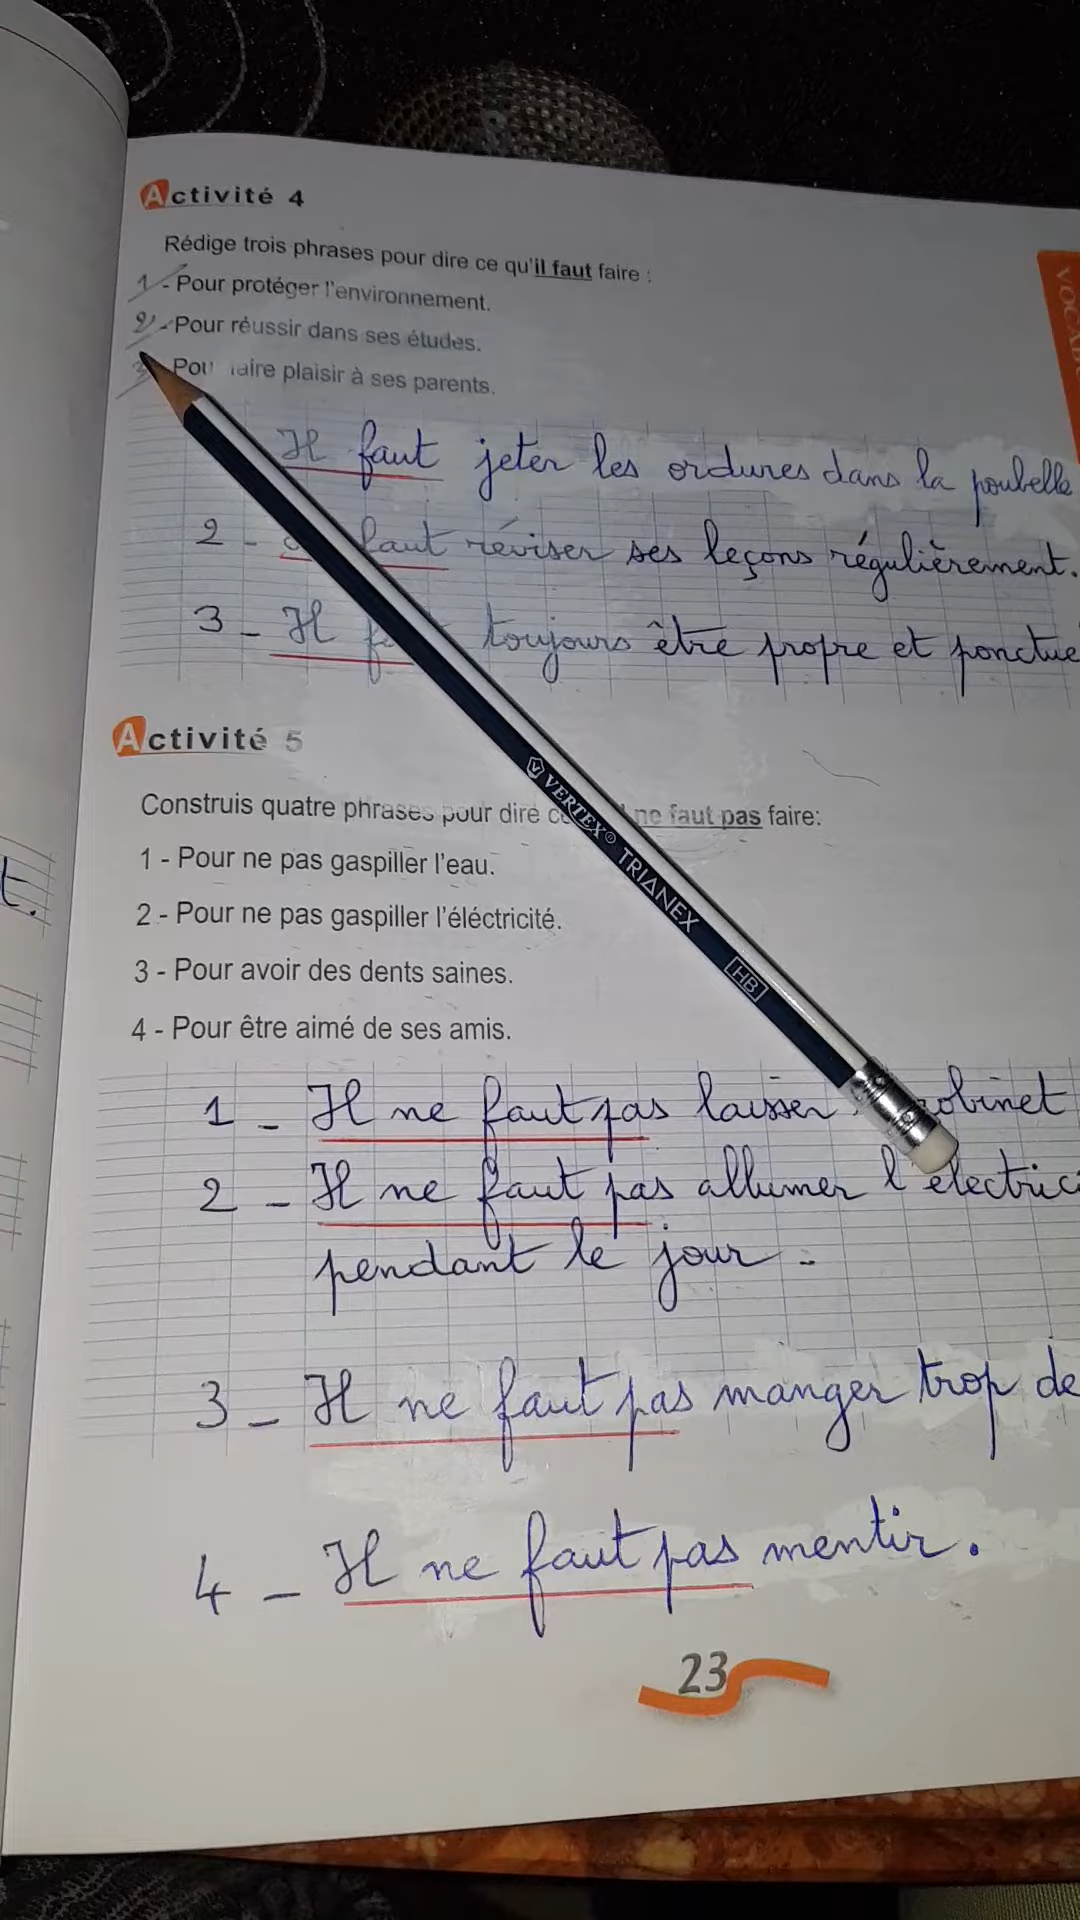 Activité 4
Rédige trois phrases pour dire ce qu'il faut faire :
1 - Pour protéger l'environnement.
2 - Pour réussir dans ses études.
3 plaisir à ses parents.
Il faut jeter les ordures dans la poubelle
2 - faut réviser ses leçons régulièrement.
3 - Il toujours être propre et
Activité 5
Construis quatre phrases pour dire ne faut pas faire:
1 - Pour ne pas gaspiller l'eau.
2 - Pour ne pas gaspiller l'éléctricité.
3 - Pour avoir des dents saines.
4 - Pour être aimé de ses amis.
1 - Il ne faut pas laisser robinet
2 - Il ne faut pas allumer
pendant le jour -
3 - Il ne faut pas manger trop de
4 - Il ne faut pas mentir.
23
VERTEX® TRIANEX HB
t.